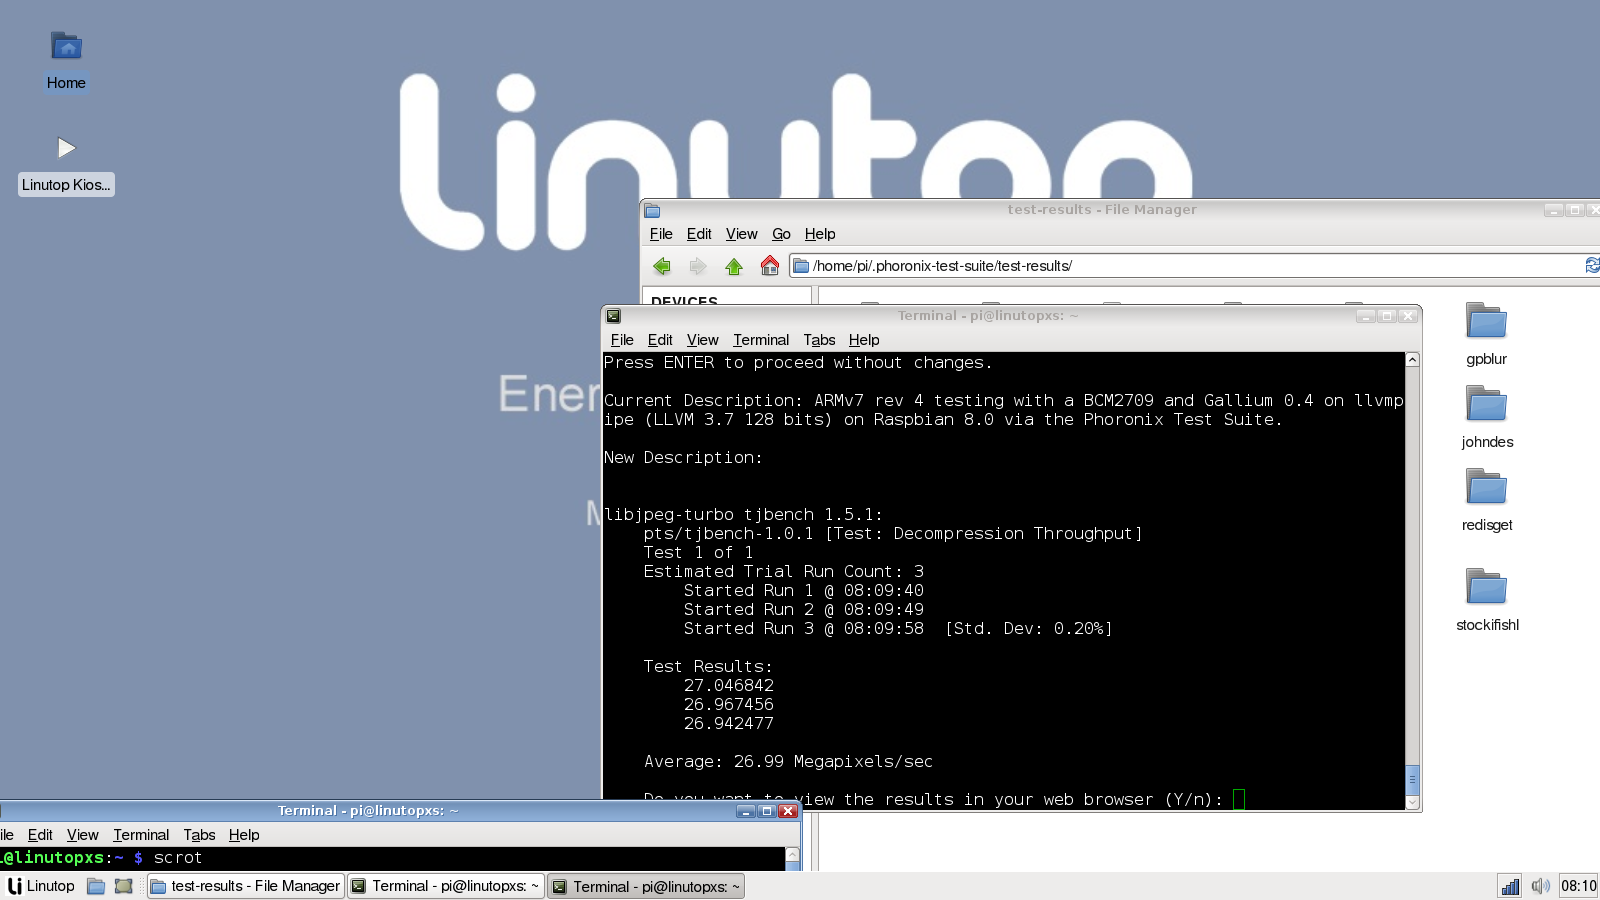 Home
Linutop Kios...
Linutop
Ener
M
test-results - File Manager
File Edit View Go Help
/home/pi/.phoronix-test-suite/test-results/
DEVICES
gpblur
johndes
redisget
stockifishl
Terminal - pi@linutopxs: ~
File Edit View Terminal Tabs Help
Press ENTER to proceed without changes.
Current Description: ARMv7 rev 4 testing with a BCM2709 and Gallium 0.4 on llvmp
ipe (LLVM 3.7 128 bits) on Raspbian 8.0 via the Phoronix Test Suite.
New Description:
libjpeg-turbo tjbench 1.5.1:
pts/tjbench-1.0.1 [Test: Decompression Throughput]
Test 1 of 1
Estimated Trial Run Count: 3
Started Run 1 @ 08:09:40
Started Run 2 @ 08:09:49
Started Run 3 @ 08:09:58 [Std. Dev: 0.20%]
Test Results:
27.046842
26.967456
26.942477
Average: 26.99 Megapixels/sec
Do you want to view the results in your web browser (Y/n):
Terminal - pi@linutopxs: ~
ile Edit View Terminal Tabs Help
i@linutopxs:~ $ scrot
Linutop
test-results - File Manager
Terminal - pi@linutopxs: ~
Terminal - pi@linutopxs: ~
08:10